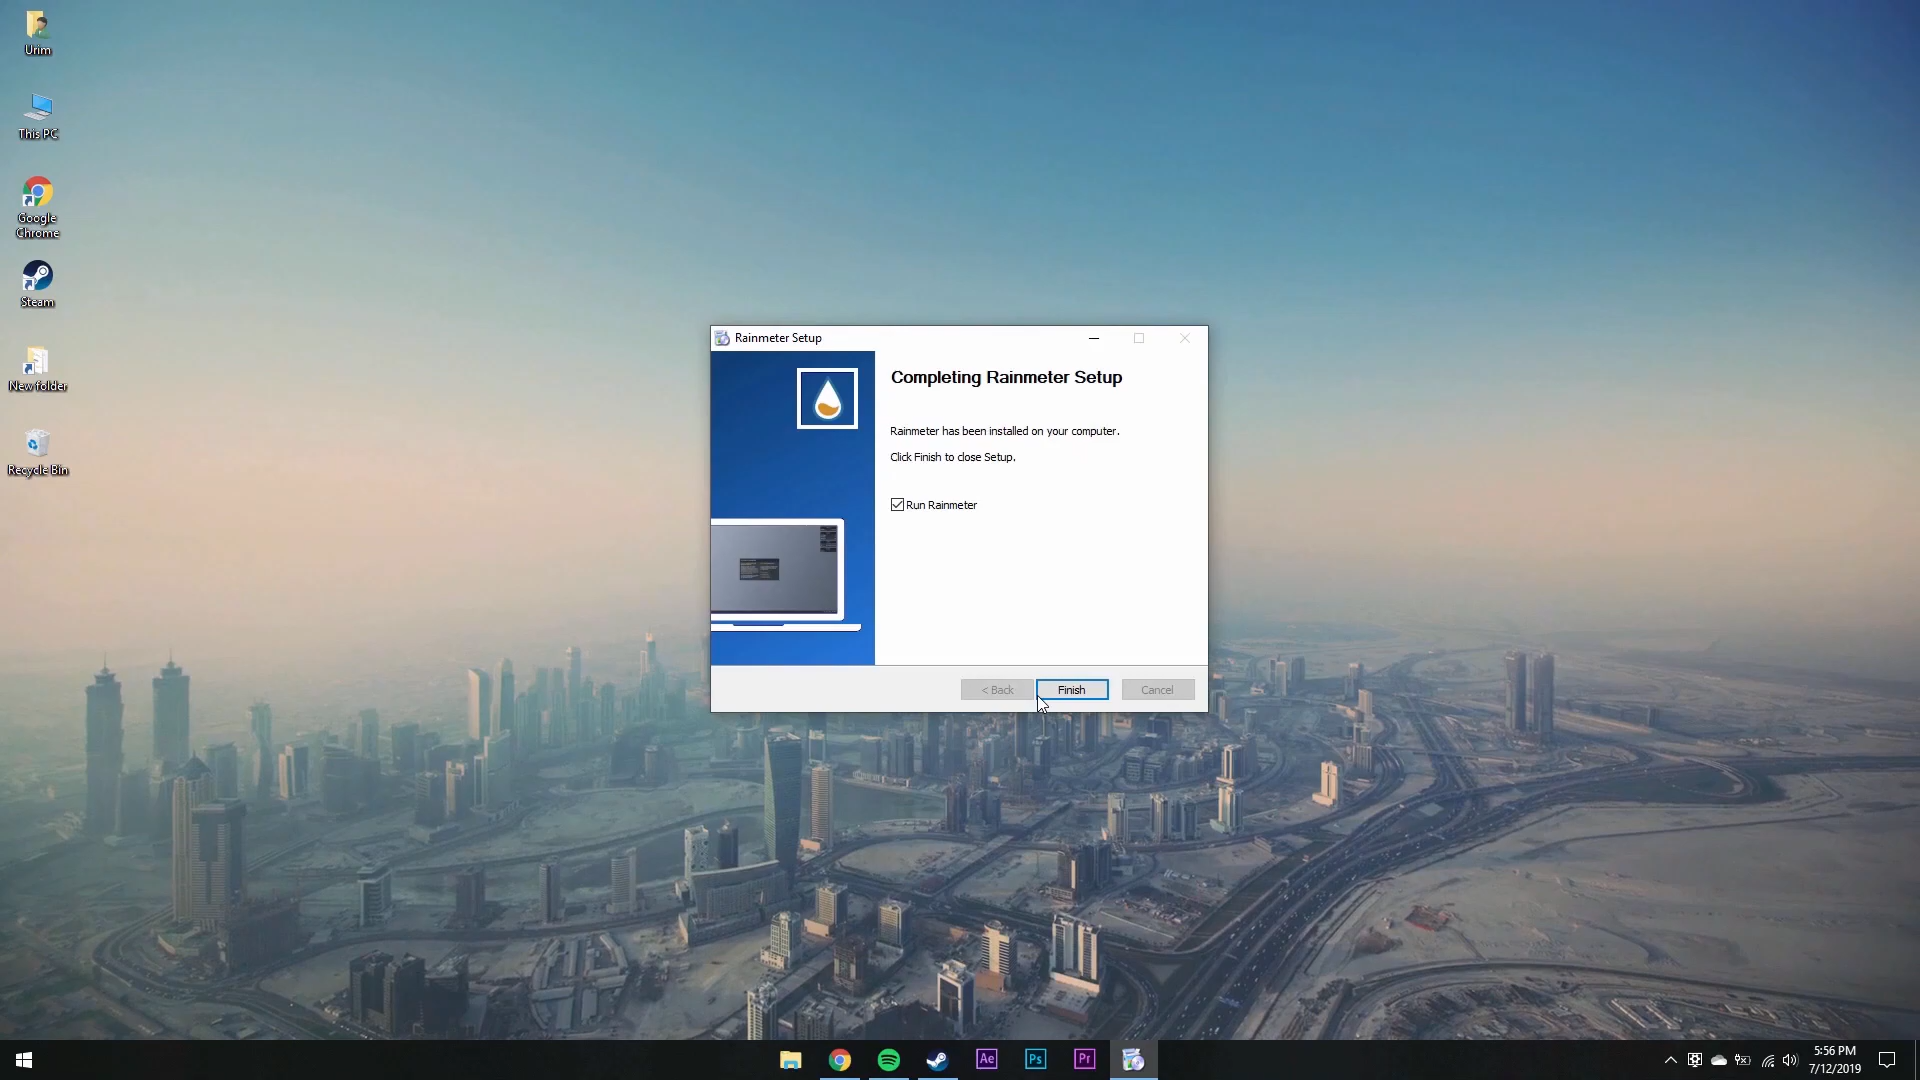 Urim
This PC
Google
Chrome
Steam
New folder
Recycle Bin
Rainmeter Setup
Completing Rainmeter Setup
Rainmeter has been installed on your computer.
Click Finish to close Setup.
Run Rainmeter
< Back
Finish
Cancel
Ae
Ps
Pr
5:56 PM
7/12/2019